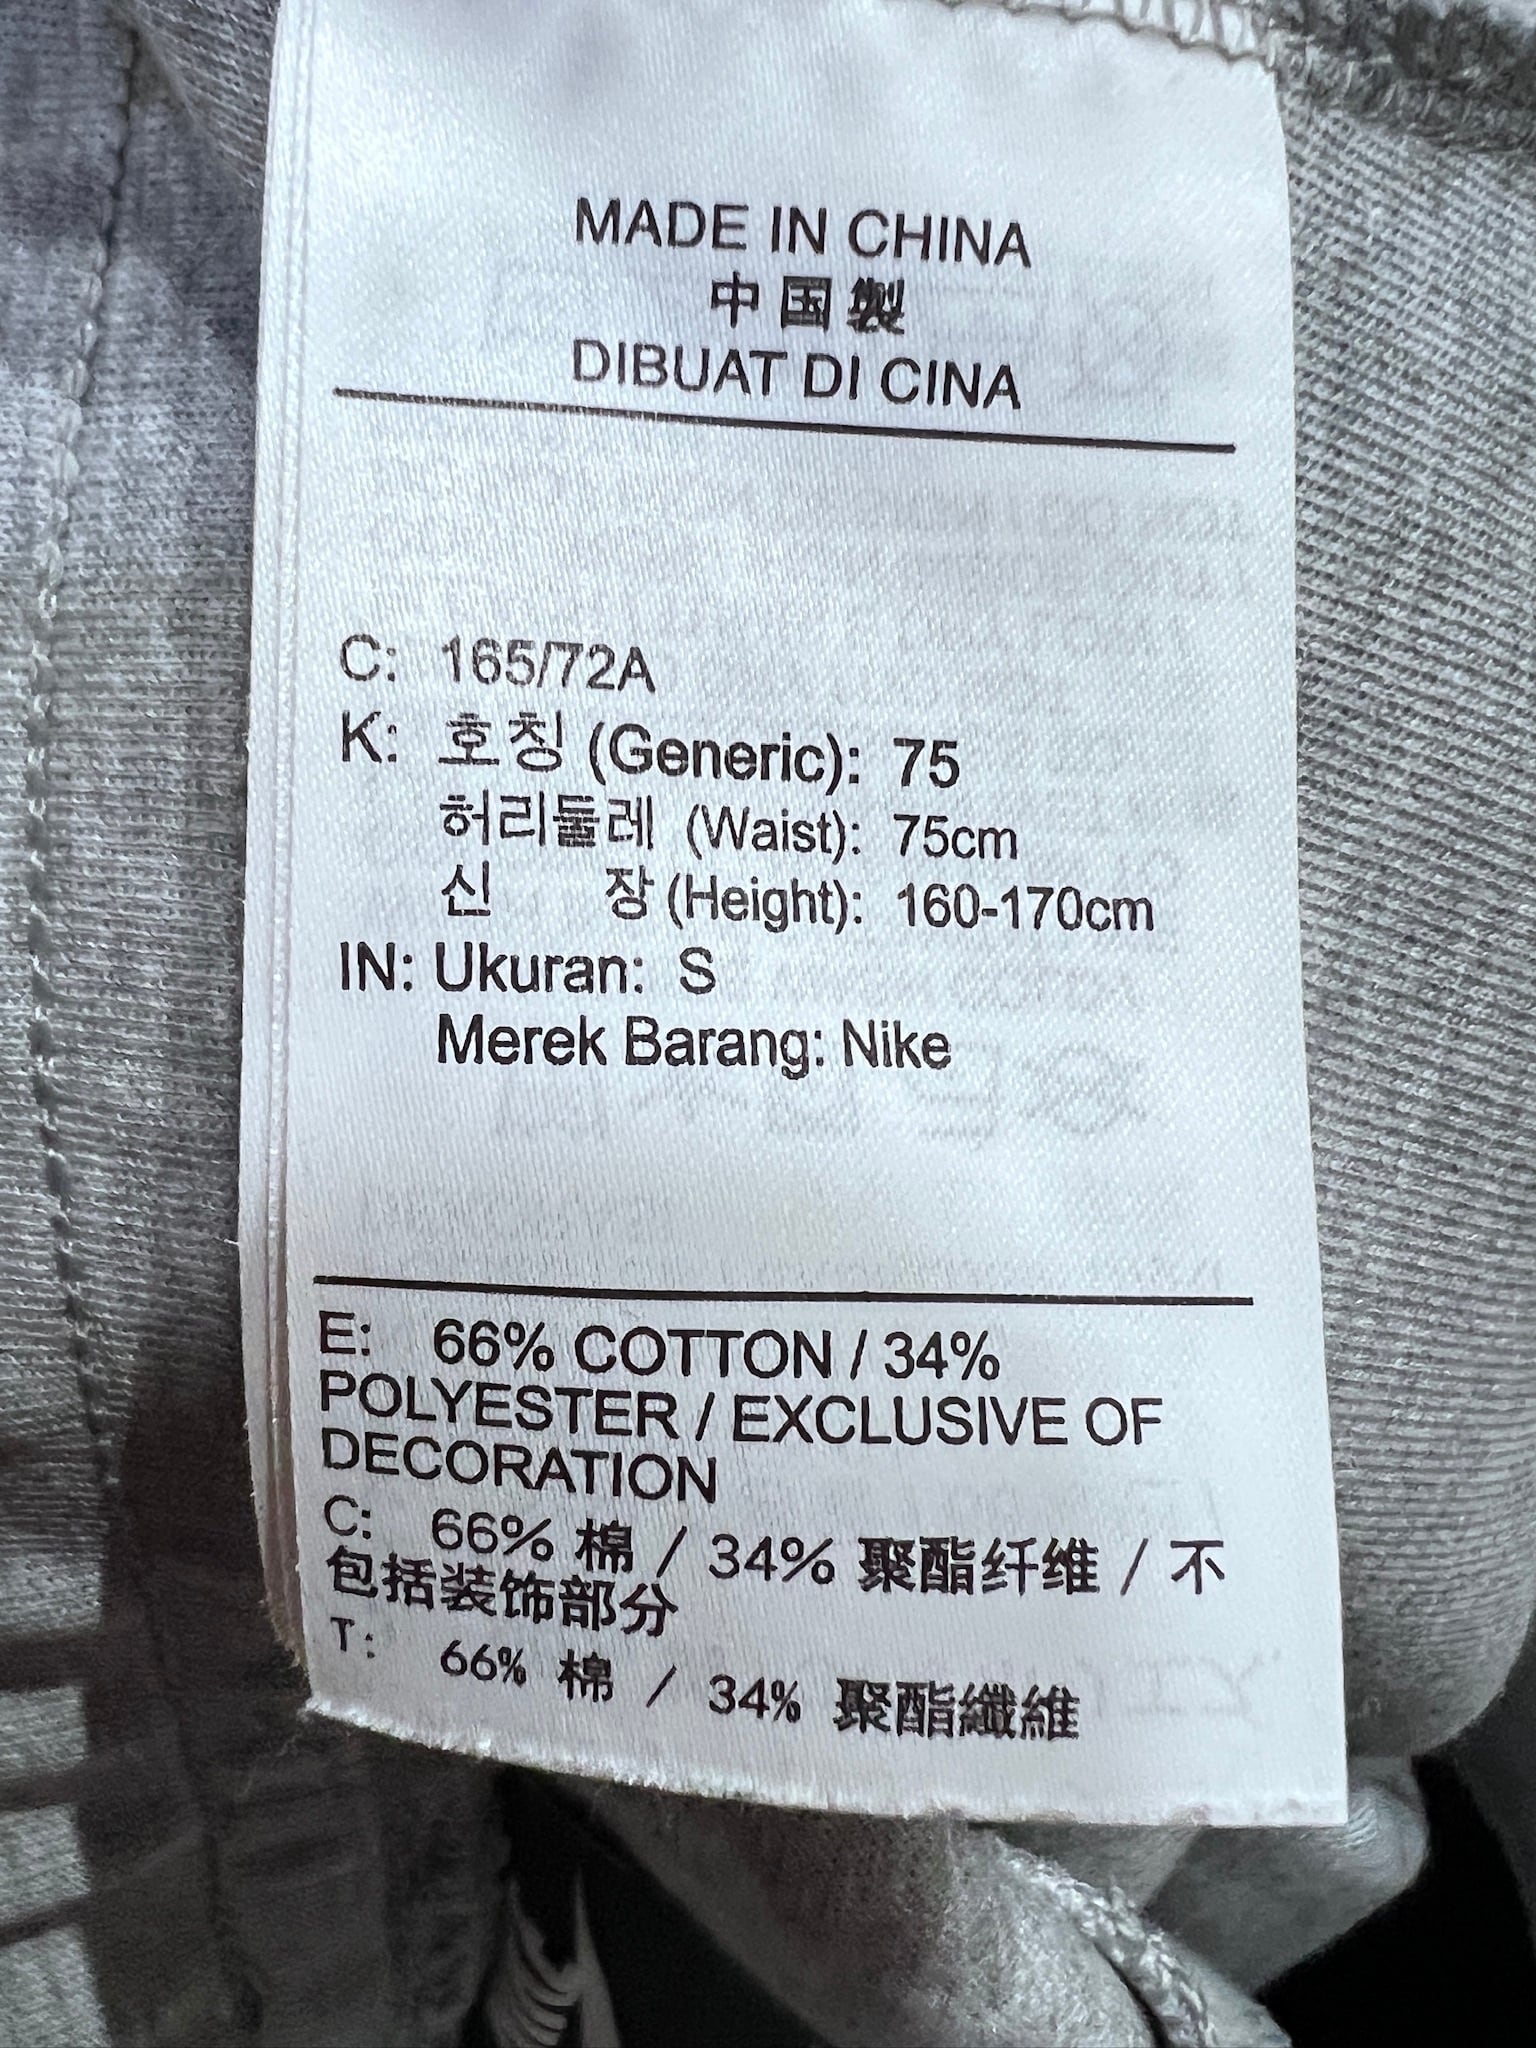 MADE IN CHINA
中国製
DIBUAT DI CINA
C: 165/72A
K: 호칭 (Generic): 75
허리둘레 (Waist): 75cm
신 장 (Height): 160-170cm
IN: Ukuran: S
Merek Barang: Nike
E: 66% COTTON / 34%
POLYESTER / EXCLUSIVE OF
DECORATION
C: 66% 棉 / 34% 聚酯纤维 / 不
包括装饰部分
T: 66% 棉 / 34% 聚酯纖維